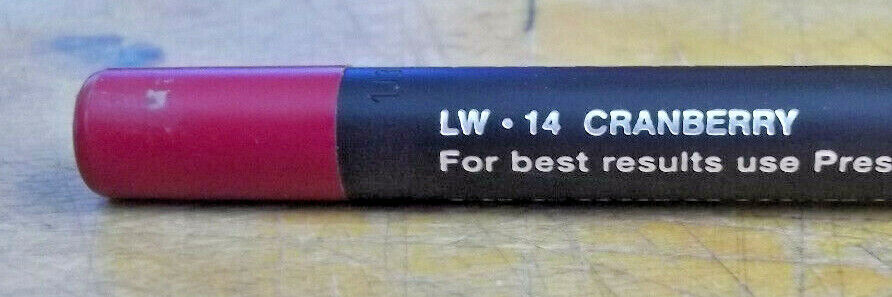 LW • 14 CRANBERRY
For best results use Pres